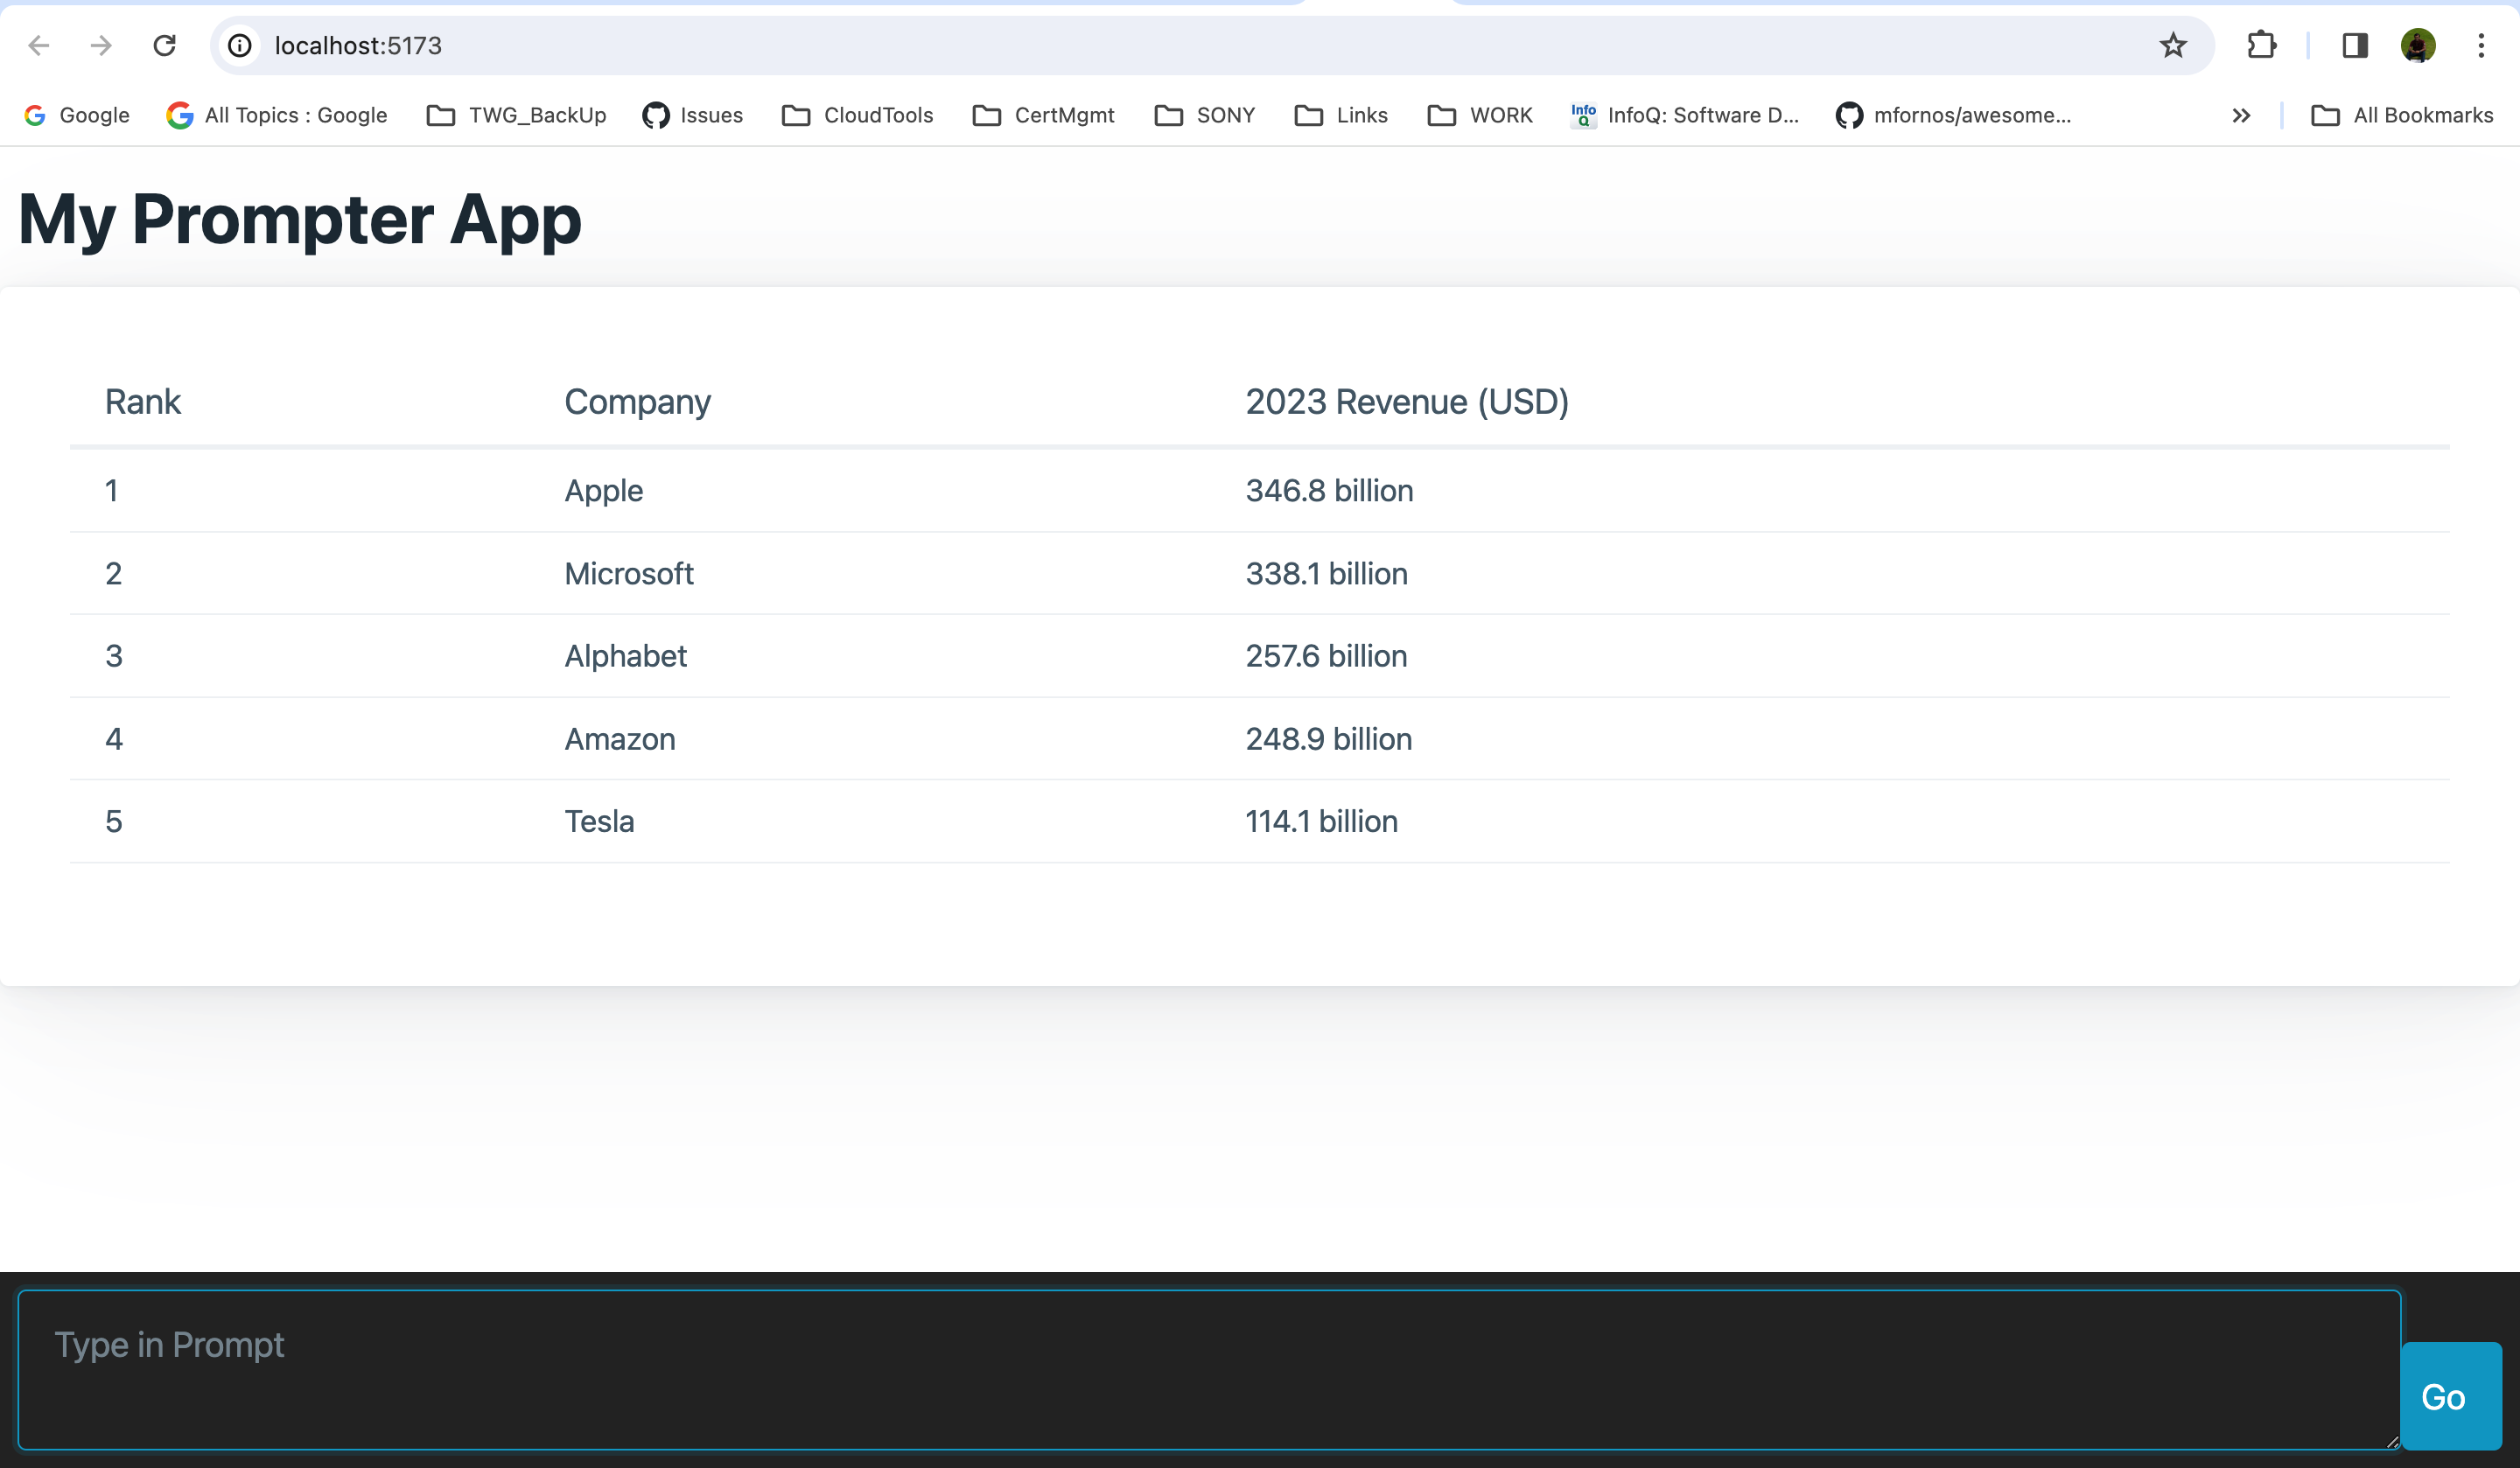 localhost:5173
Google All Topics : Google TWG_BackUp Issues CloudTools CertMgmt SONY Links WORK Info Q InfoQ: Software D... mfornos/awesome... All Bookmarks
My Prompter App
Rank Company 2023 Revenue (USD)
1 Apple 346.8 billion
2 Microsoft 338.1 billion
3 Alphabet 257.6 billion
4 Amazon 248.9 billion
5 Tesla 114.1 billion
Type in Prompt
Go